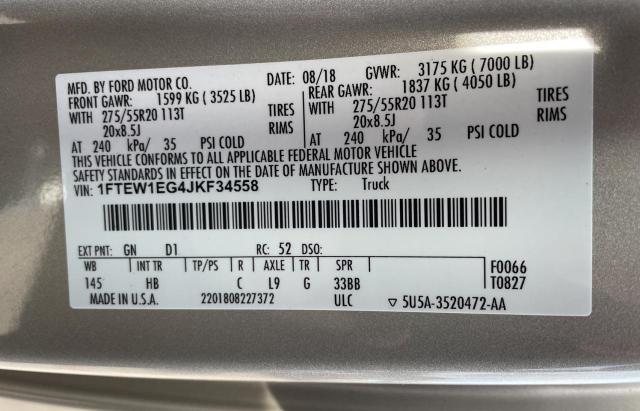 MFD. BY FORD MOTOR CO.
DATE: 08/18 GVWR: 3175 KG ( 7000 LB)
FRONT GAWR: 1599 KG ( 3525 LB) REAR GAWR: 1837 KG ( 4050 LB)
WITH 275/55R20 113T TIRES WITH 275/55R20 113T TIRES
20x8.5J RIMS 20x8.5J RIMS
AT 240 kPa/ 35 PSI COLD AT 240 kPa/ 35 PSI COLD
THIS VEHICLE CONFORMS TO ALL APPLICABLE FEDERAL MOTOR VEHICLE
SAFETY STANDARDS IN EFFECT ON THE DATE OF MANUFACTURE SHOWN ABOVE.
VIN: 1FTEW1EG4JKF34558 TYPE: Truck
EXT PNT: GN D1 RC: 52 DSO:
WB INT TR TP/PS R AXLE TR SPR F0066
145 HB C L9 G 33BB T0827
MADE IN U.S.A. 2201808227372 ULC ▽ 5U5A-3520472-AA